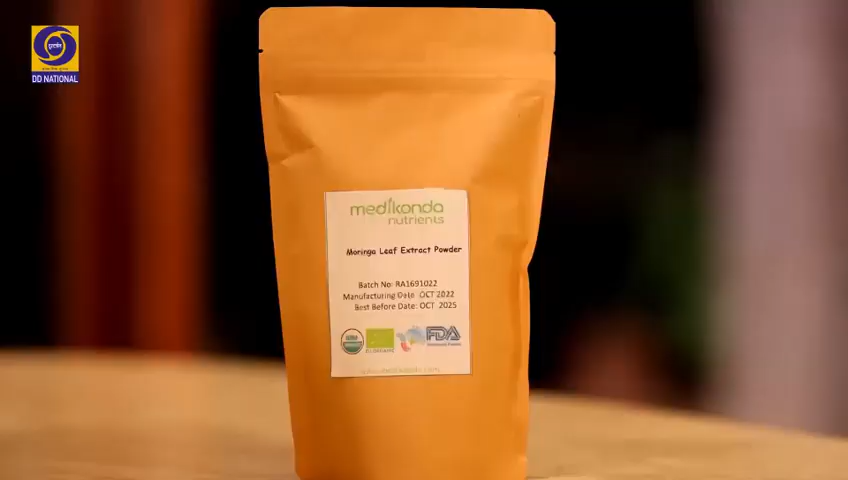 DD NATIONAL
medikonda
nutrients
Moringa Leaf Extract Powder
Batch No: RA1691022
Manufacturing Date: OCT 2022
Best Before Date: OCT 2025
FDA